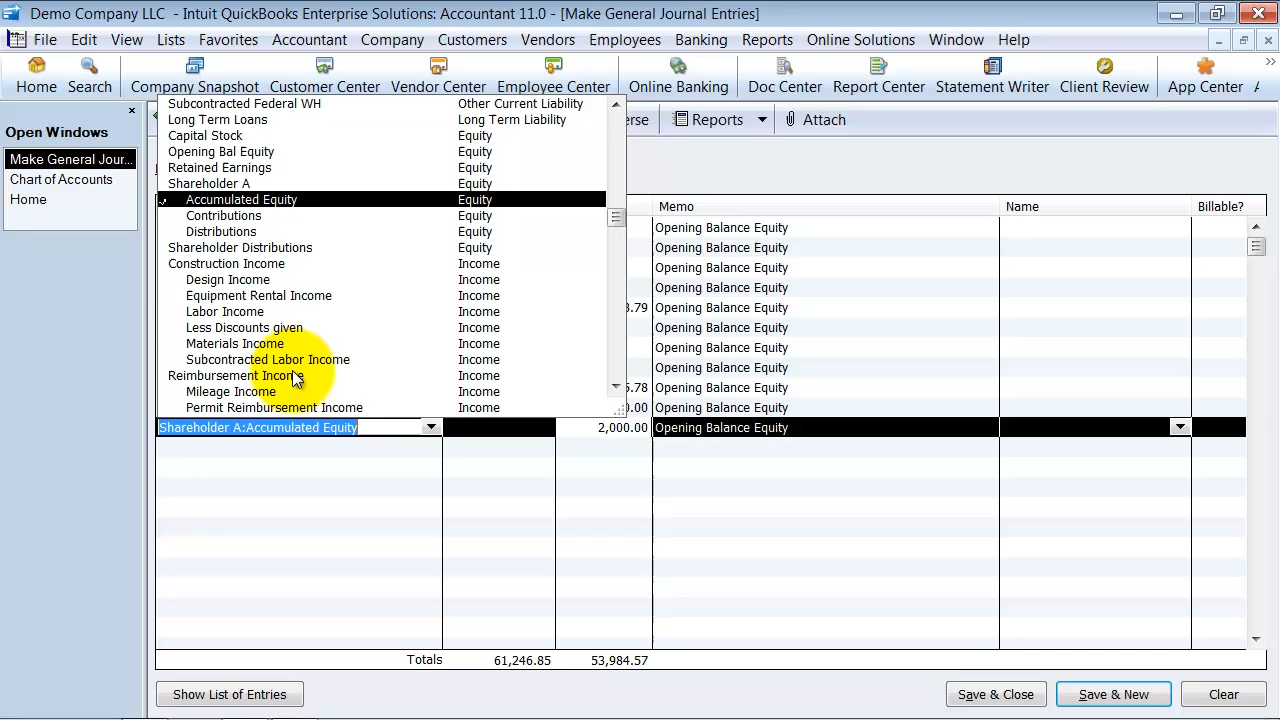 Demo Company LLC - Intuit QuickBooks Enterprise Solutions: Accountant 11.0 - [Make General Journal Entries]
File Edit View Lists Favorites Accountant Company Customers Vendors Employees Banking Reports Online Solutions Window Help
Home Search Company Snapshot Customer Center Vendor Center Employee Center Online Banking Doc Center Report Center Statement Writer Client Review App Center
Open Windows
Make General Jour...
Chart of Accounts
Home
Reports Attach
Subcontracted Federal WH Other Current Liability
Long Term Loans Long Term Liability
Capital Stock Equity
Opening Bal Equity Equity
Retained Earnings Equity
Shareholder A Equity
Accumulated Equity Equity
Contributions Equity
Distributions Equity
Shareholder Distributions Equity
Construction Income Income
Design Income Income
Equipment Rental Income Income
Labor Income Income
Less Discounts given Income
Materials Income Income
Subcontracted Labor Income Income
Reimbursement Income Income
Mileage Income Income
Permit Reimbursement Income Income
Memo Name Billable?
Opening Balance Equity
Opening Balance Equity
Opening Balance Equity
Opening Balance Equity
3.79 Opening Balance Equity
Opening Balance Equity
Opening Balance Equity
Opening Balance Equity
5.78 Opening Balance Equity
0.00 Opening Balance Equity
Shareholder A:Accumulated Equity 2,000.00 Opening Balance Equity
Totals 61,246.85 53,984.57
Show List of Entries Save & Close Save & New Clear